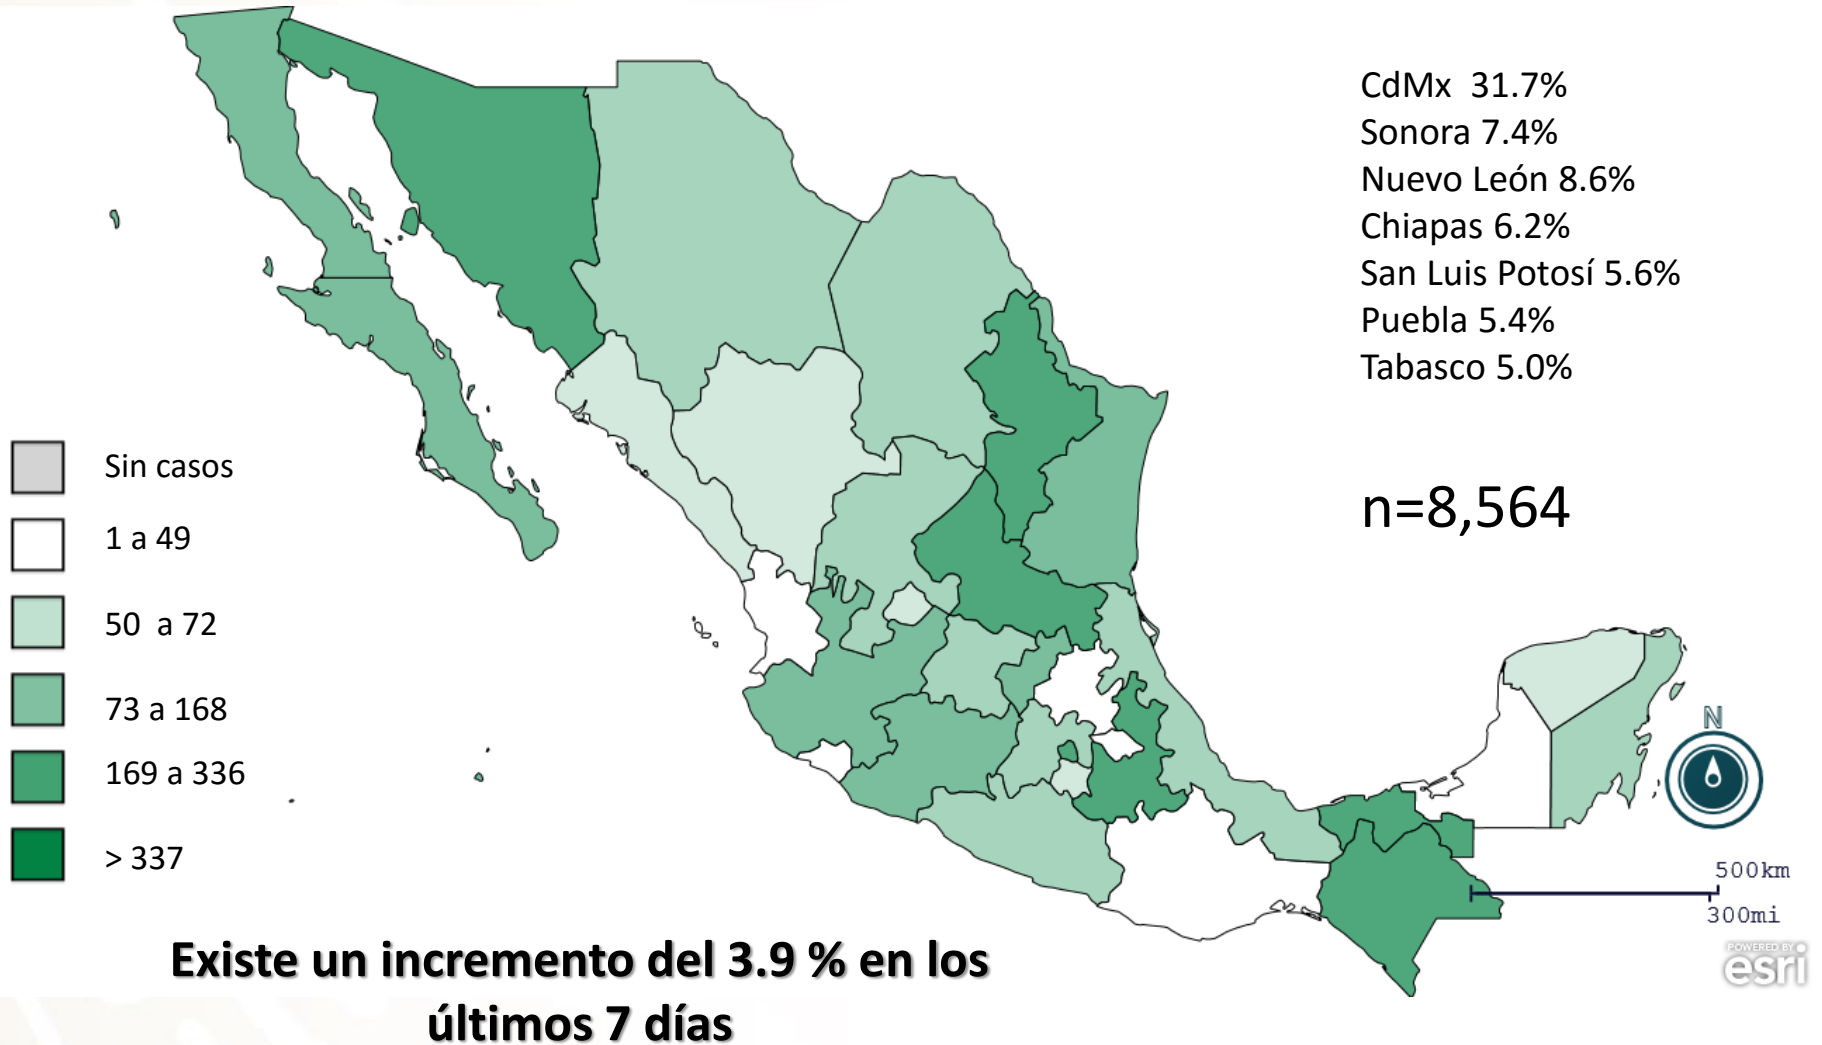 CdMx 31.7%
Sonora 7.4%
Nuevo León 8.6%
Chiapas 6.2%
San Luis Potosí 5.6%
Puebla 5.4%
Tabasco 5.0%
n=8,564
Sin casos
1 a 49
50 a 72
73 a 168
169 a 336
> 337
N
500km
300mi
POWERED BY
esri
Existe un incremento del 3.9 % en los
últimos 7 días